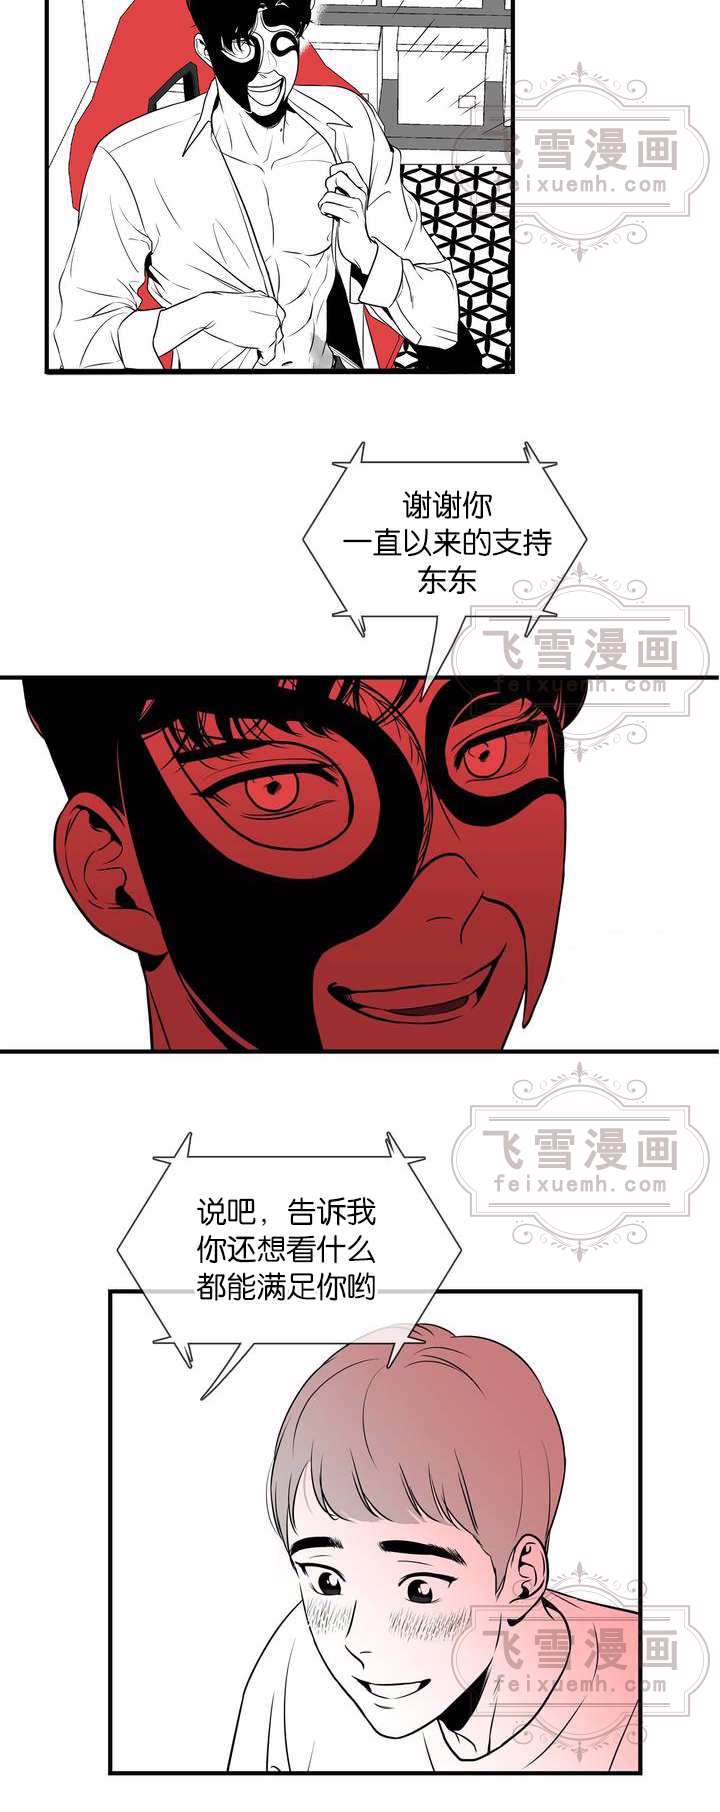 飞雪漫画
feixuemh.com
谢谢你
一直以来的支持
东东
飞雪漫画
feixuemh.com
飞雪漫画
feixuemh.com
说吧，告诉我
你还想看什么
都能满足你哟
飞雪漫画
feixuemh.com